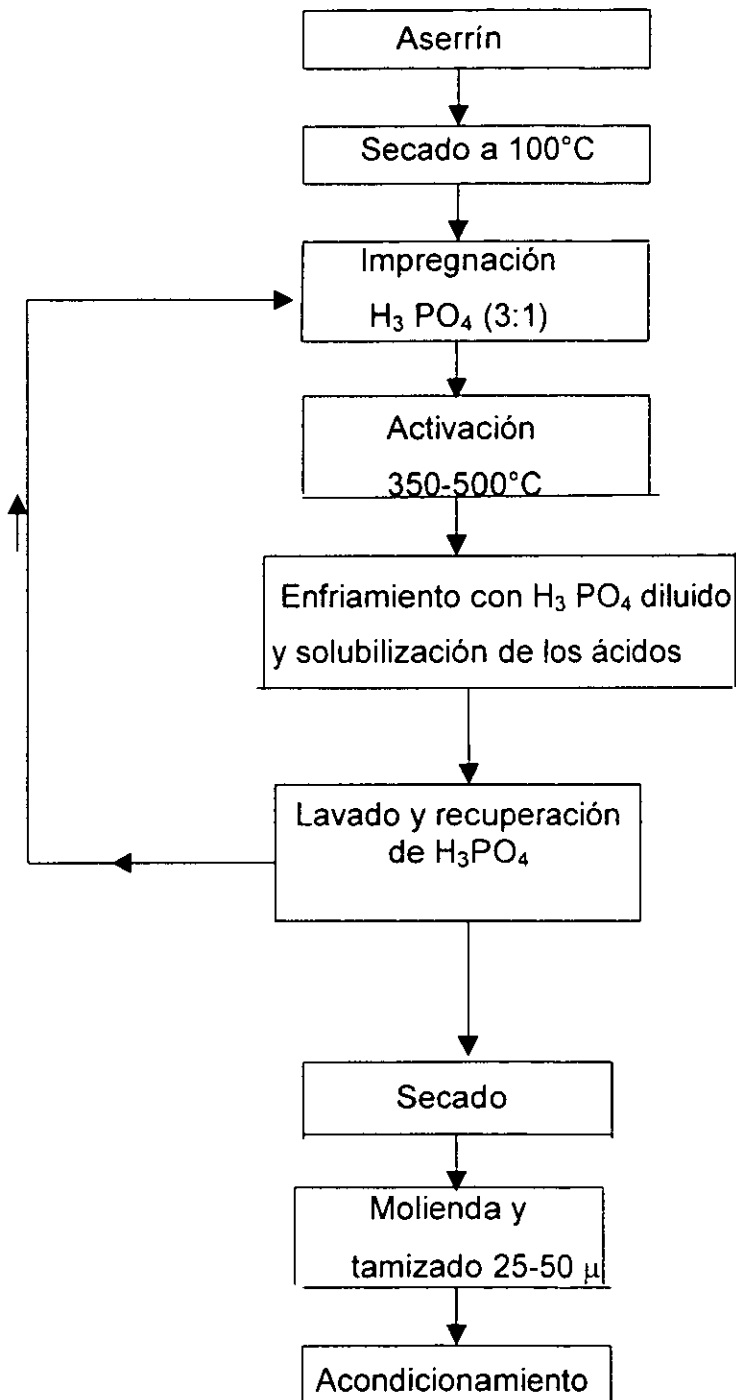 Aserrín
Secado a 100°C
Impregnación
H₃ PO₄ (3:1)
Activación
350-500°C
Enfriamiento con H₃ PO₄ diluido
y solubilización de los ácidos
Lavado y recuperación
de H₃PO₄
Secado
Molienda y
tamizado 25-50 µ
Acondicionamiento